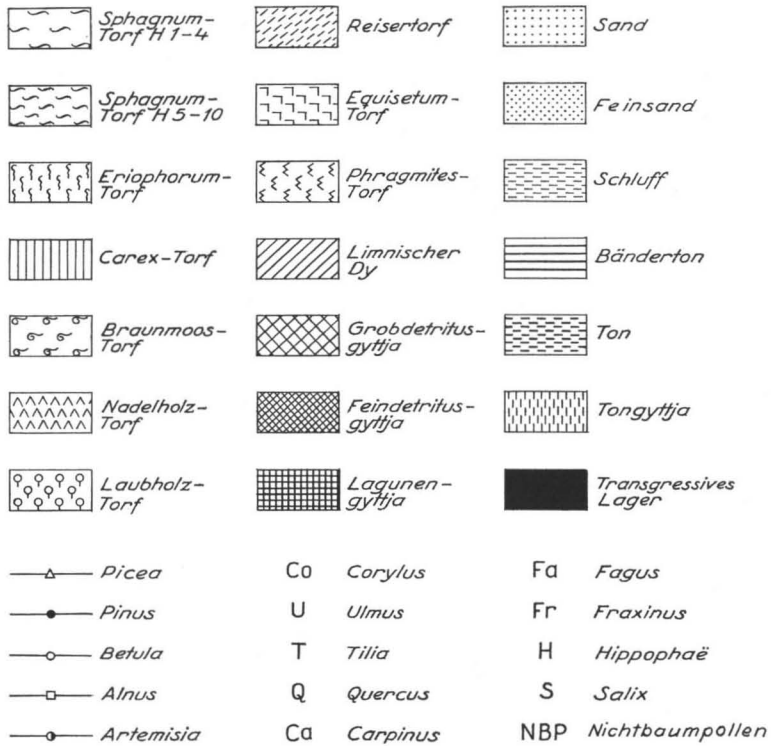 Sphagnum-
Torf H 1-4
Reisertorf
Sand
Sphagnum-
Torf H 5-10
Equisetum-
Torf
Feinsand
Eriophorum-
Torf
Phragmites-
Torf
Schluff
Carex-Torf
Limnischer
Dy
Bänderton
Braunmoos-
Torf
Grobdetritus-
gyttja
Ton
Nadelholz-
Torf
Feindetritus-
gyttja
Tongyttja
Laubholz-
Torf
Lagunen-
gyttja
Transgressives
Lager
Picea Co Corylus Fa Fagus
Pinus U Ulmus Fr Fraxinus
Betula T Tilia H Hippophaë
Alnus Q Quercus S Salix
Artemisia Ca Carpinus NBP Nichtbaumpollen